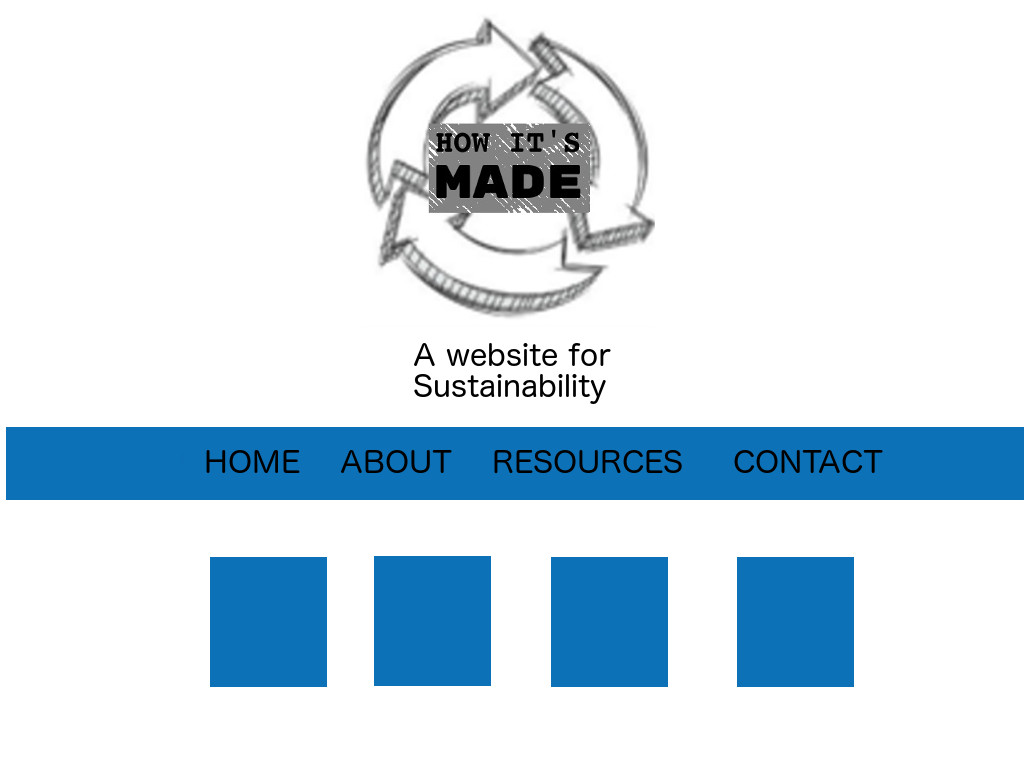 HOW IT'S
MADE
A website for
Sustainability
HOME ABOUT RESOURCES CONTACT